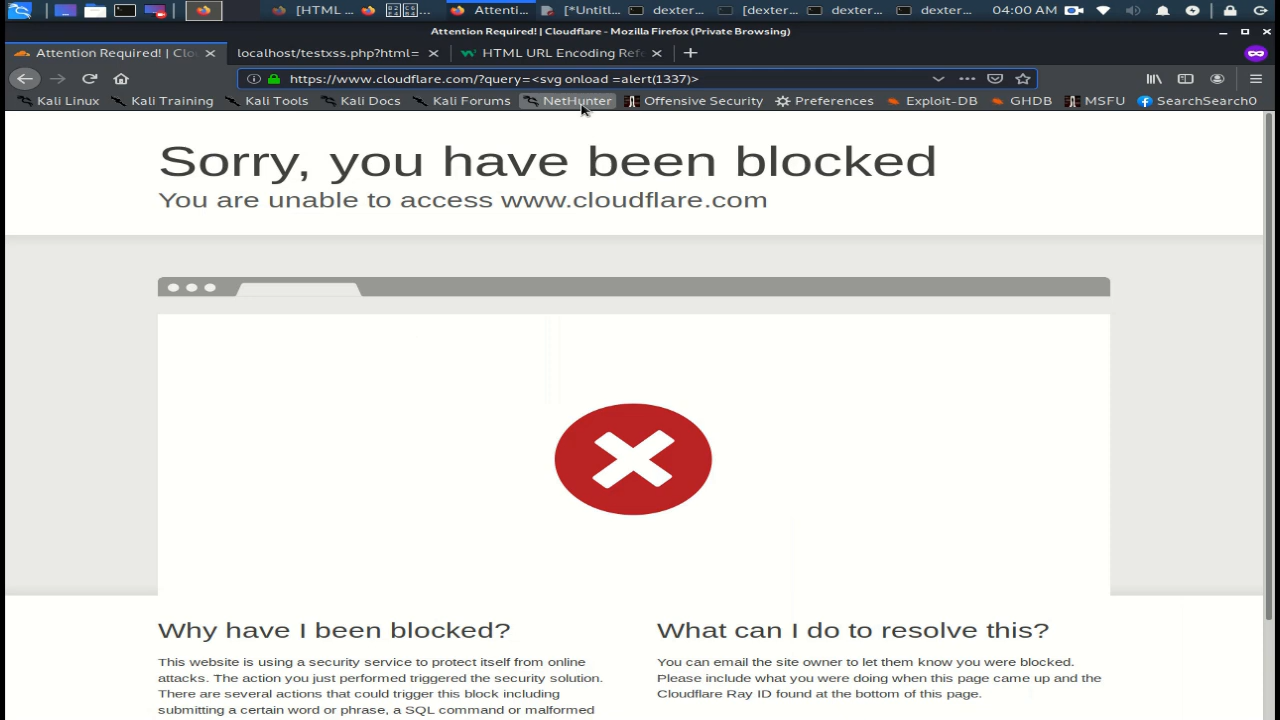 [HTML ...
Attenti...
[*Untitl...
dexter...
[dexter...
dexter...
dexter...
04:00 AM
Attention Required! | Cloudflare - Mozilla Firefox (Private Browsing)
Attention Required! | Clo
localhost/testxss.php?html=
HTML URL Encoding Ref
https://www.cloudflare.com/?query=<svg onload =alert(1337)>
Kali Linux
Kali Training
Kali Tools
Kali Docs
Kali Forums
NetHunter
Offensive Security
Preferences
Exploit-DB
GHDB
MSFU
SearchSearch0
Sorry, you have been blocked
You are unable to access www.cloudflare.com
Why have I been blocked?
This website is using a security service to protect itself from online
attacks. The action you just performed triggered the security solution.
There are several actions that could trigger this block including
submitting a certain word or phrase, a SQL command or malformed
What can I do to resolve this?
You can email the site owner to let them know you were blocked.
Please include what you were doing when this page came up and the
Cloudflare Ray ID found at the bottom of this page.